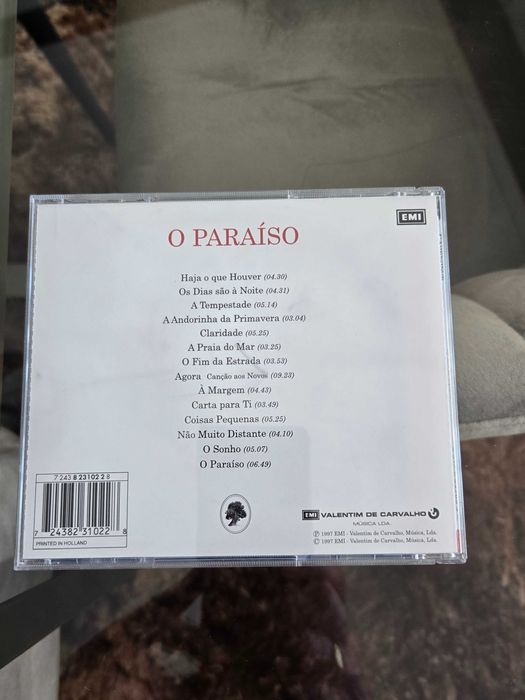 O PARAÍSO
EMI
Haja o que Houver (04.30)
Os Dias são à Noite (04.31)
A Tempestade (05.14)
A Andorinha da Primavera (03.04)
Claridade (05.25)
A Praia do Mar (03.25)
O Fim da Estrada (03.53)
Agora Canção aos Novos (09.23)
À Margem (04.43)
Carta para Ti (03.49)
Coisas Pequenas (05.25)
Não Muito Distante (04.10)
O Sonho (05.07)
O Paraíso (06.49)
7 243 8 23102 2 8
7 24382 31022 8
PRINTED IN HOLLAND
EMI VALENTIM DE CARVALHO
MÚSICA LDA.
℗ 1997 EMI - Valentim de Carvalho, Música, Lda.
© 1997 EMI - Valentim de Carvalho, Música, Lda.